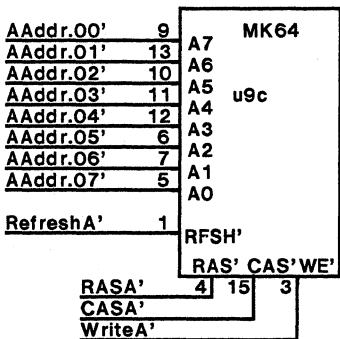 AAddr.00' 9 A7 MK64
AAddr.01' 13 A6
AAddr.02' 10 A5 u9c
AAddr.03' 11 A4
AAddr.04' 12 A3
AAddr.05' 6 A2
AAddr.06' 7 A1
AAddr.07' 5 A0
RefreshA' 1 RFSH'
RAS' CAS' WE'
RASA' 4 15 3
CASA'
WriteA'